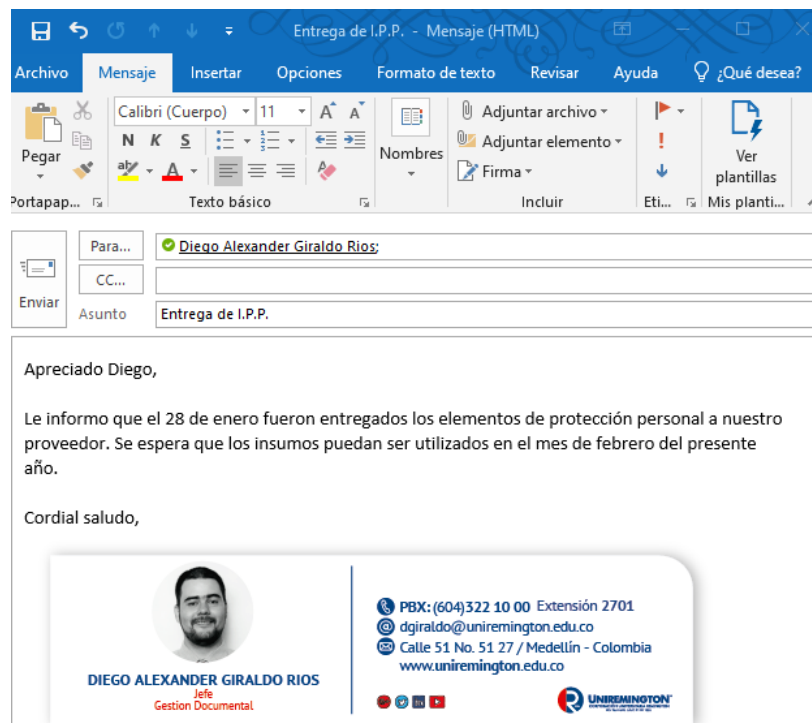 Entrega de I.P.P. - Mensaje (HTML)
Archivo Mensaje Insertar Opciones Formato de texto Revisar Ayuda ¿Qué desea?
Pegar
Calibri (Cuerpo) 11 A A
N K S
A
Nombres
Adjuntar archivo
Adjuntar elemento
Firma
Ver
plantillas
Portapap... Texto básico Incluir Eti... Mis planti...
Enviar
Para... Diego Alexander Giraldo Rios;
CC...
Asunto Entrega de I.P.P.
Apreciado Diego,
Le informo que el 28 de enero fueron entregados los elementos de protección personal a nuestro
proveedor. Se espera que los insumos puedan ser utilizados en el mes de febrero del presente
año.
Cordial saludo,
DIEGO ALEXANDER GIRALDO RIOS
Jefe
Gestion Documental
PBX: (604)322 10 00 Extensión 2701
dgiraldo@uniremington.edu.co
Calle 51 No. 51 27 / Medellín - Colombia
www.uniremington.edu.co
UNIREMINGTON